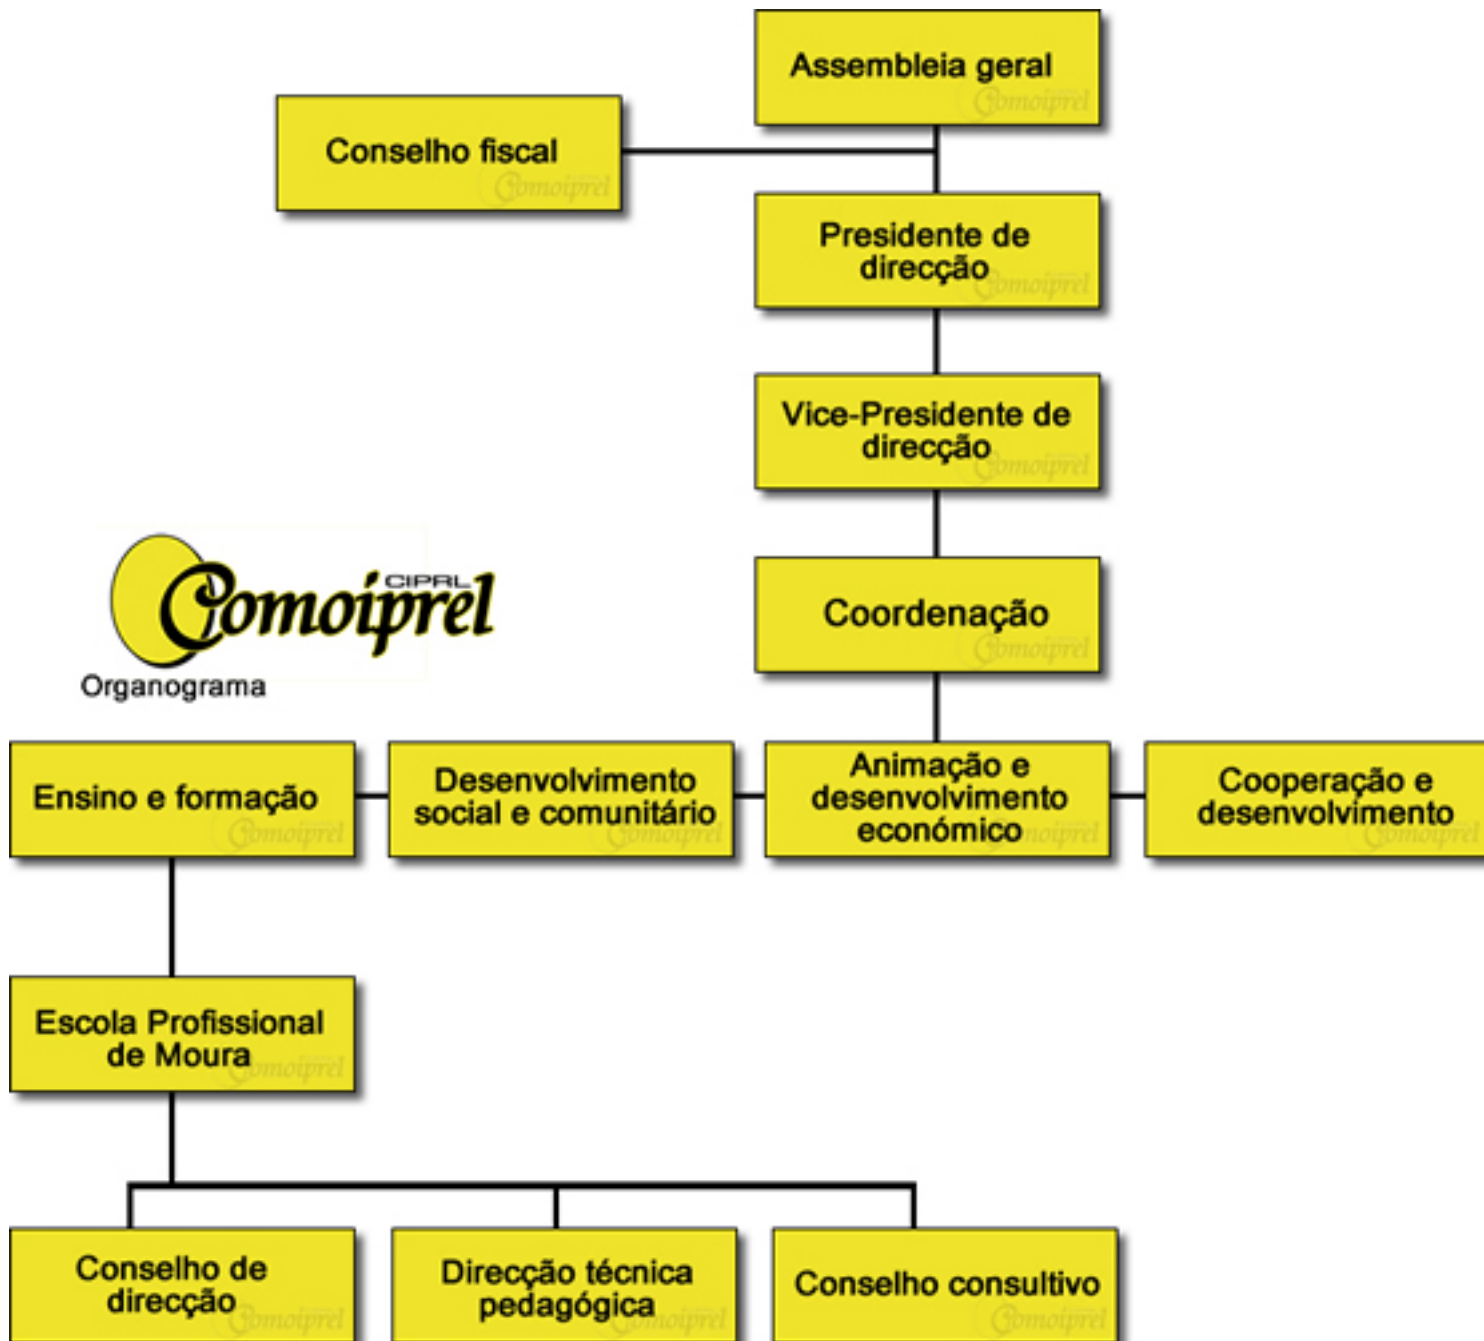 Assembleia geral
Conselho fiscal
Presidente de
direcção
Vice-Presidente de
direcção
CIPRL
Comoiprel
Organograma
Coordenação
Ensino e formação
Desenvolvimento
social e comunitário
Animação e
desenvolvimento
económico
Cooperação e
desenvolvimento
Escola Profissional
de Moura
Conselho de
direcção
Direcção técnica
pedagógica
Conselho consultivo